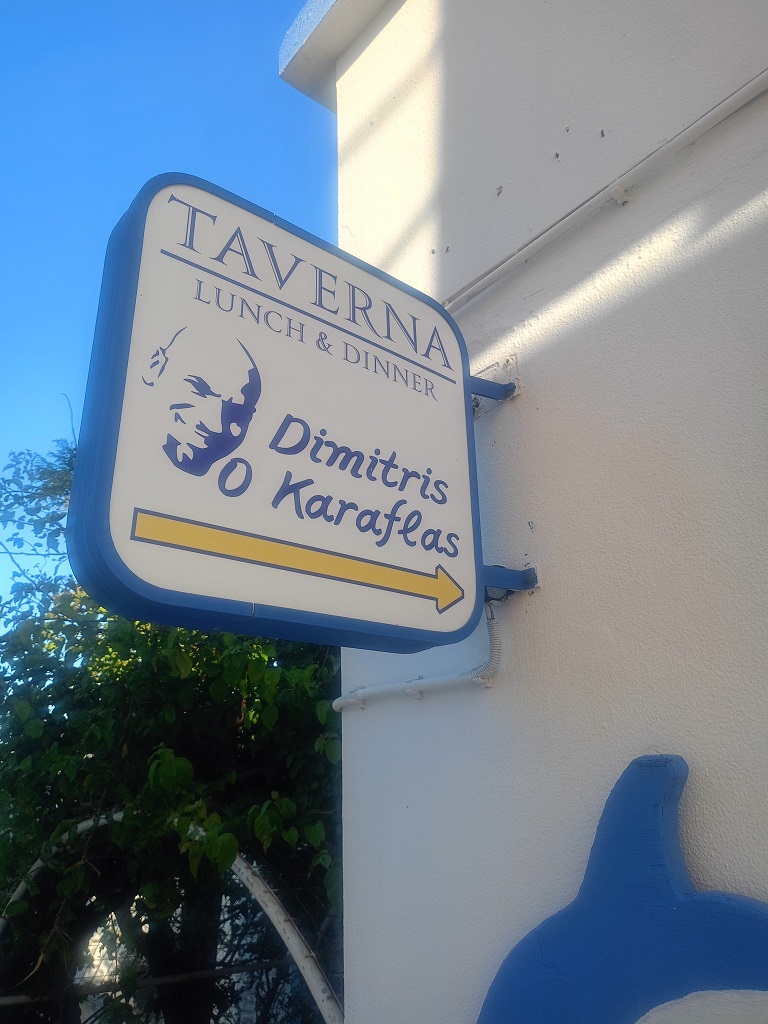 TAVERNA
LUNCH & DINNER
Dimitris
O Karaflas